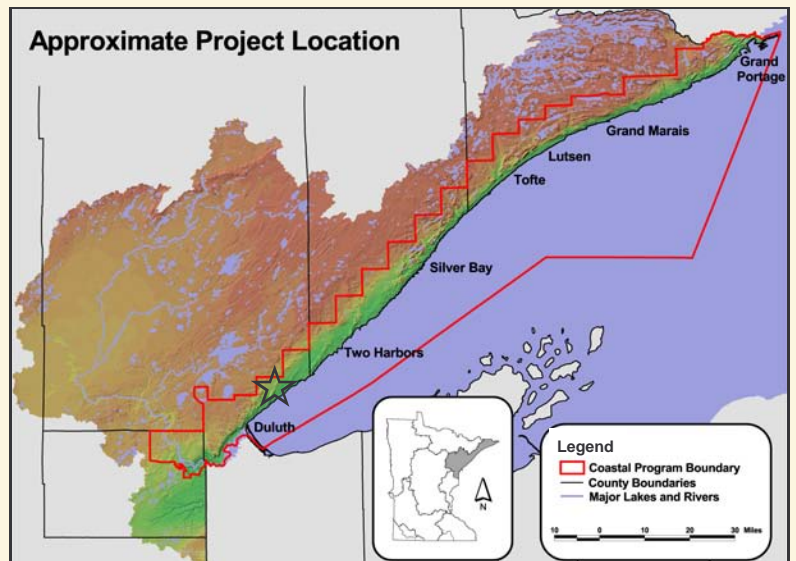 Approximate Project Location
Grand
Portage
Grand Marais
Lutsen
Tofte
Silver Bay
Two Harbors
Duluth
N
Legend
Coastal Program Boundary
County Boundaries
Major Lakes and Rivers
10 0 10 20 30 Miles